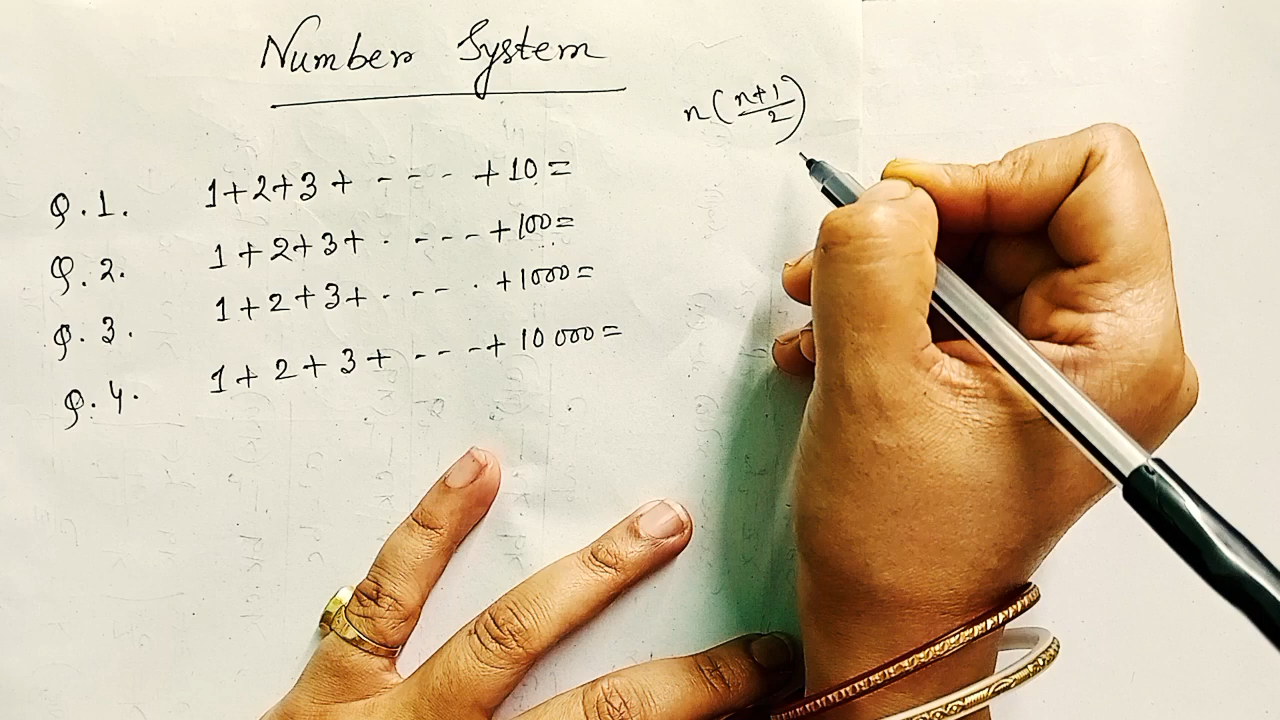 Number System
n(n+1/2)
Q.1. 1+2+3+ - - - - +10=
Q.2. 1+2+3+ . - - - +100=
Q.3. 1+2+3+ . - - . +1000=
Q.4. 1+2+3+ - - - + 10000=